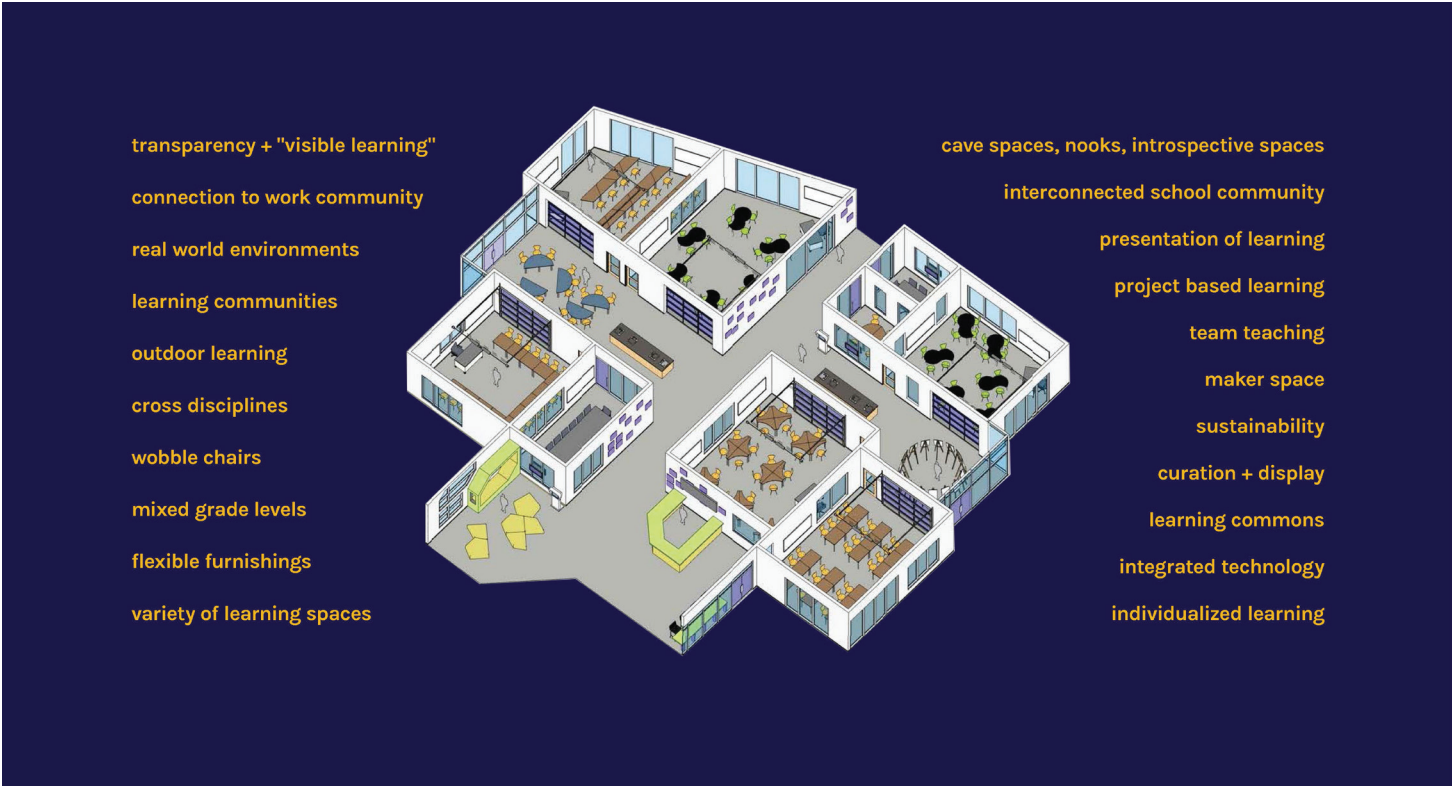 transparency + "visible learning"
connection to work community
real world environments
learning communities
outdoor learning
cross disciplines
wobble chairs
mixed grade levels
flexible furnishings
variety of learning spaces
cave spaces, nooks, introspective spaces
interconnected school community
presentation of learning
project based learning
team teaching
maker space
sustainability
curation + display
learning commons
integrated technology
individualized learning